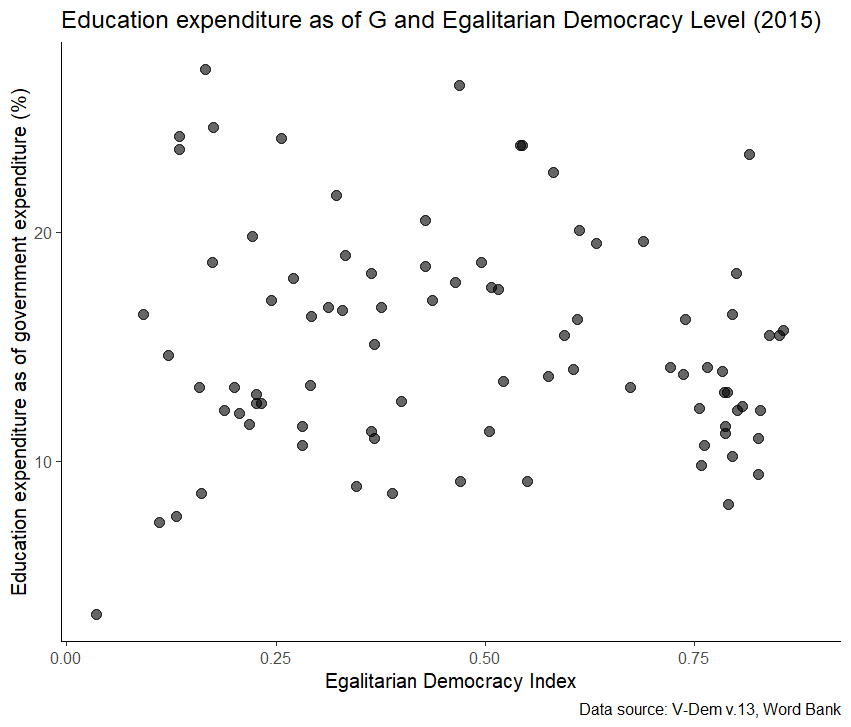 Education expenditure as of G and Egalitarian Democracy Level (2015)
Education expenditure as of government expenditure (%)
20
10
0.00
0.25
0.50
0.75
Egalitarian Democracy Index
Data source: V-Dem v.13, Word Bank